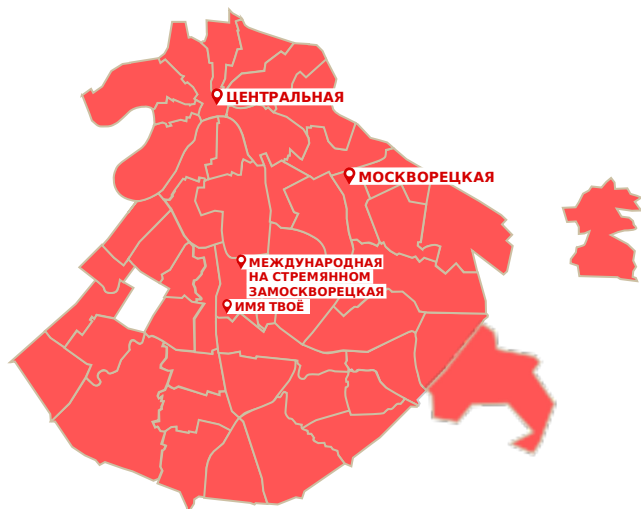 ЦЕНТРАЛЬНАЯ
МОСКВОРЕЦКАЯ
МЕЖДУНАРОДНАЯ
НА СТРЕМЯННОМ
ЗАМОСКВОРЕЦКАЯ
ИМЯ ТВОЁ